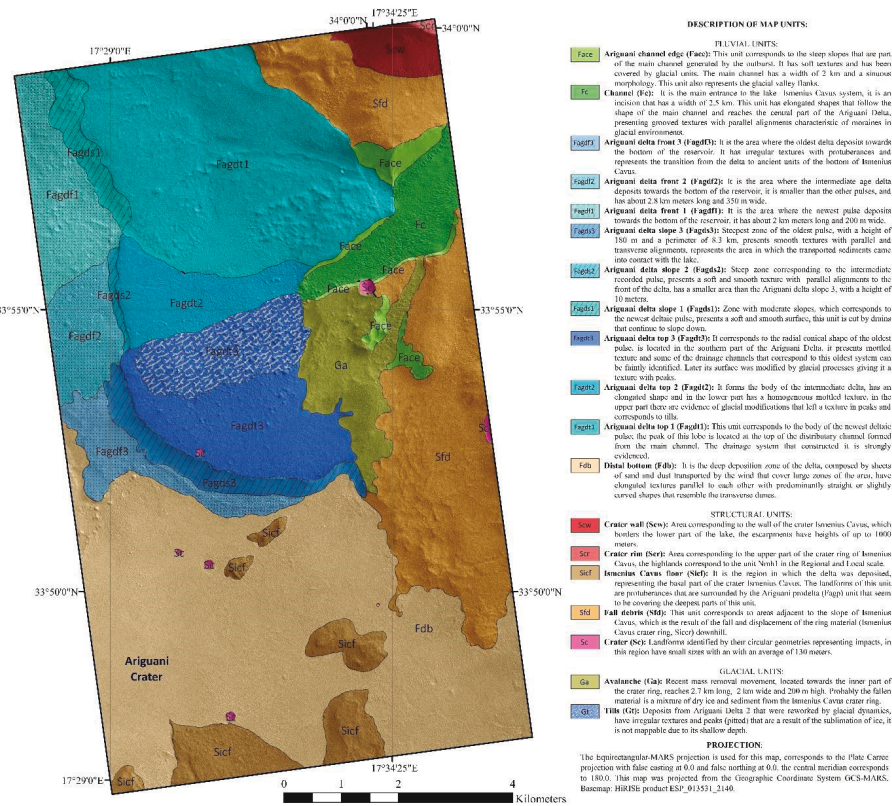 17°34'25"E
34°0'0"N
34°0'0"N
17°29'0"E
Scr
Scw
Sfd
Fagds1
Fagdt1
Fagdf1
Face
Fc
Face
Face
Face
Fagds2
Fagdt2
33°55'0"N
33°55'0"N
Fagdf2
Face
Face
Ga
Fagdt3
Sfd
Fagdf3
Fagds3
Sicf
Sc
Sicf
33°50'0"N
33°50'0"N
Fdb
Sicf
Ariguani
Crater
Sicf
Sicf
Sicf
17°29'0"E
17°34'25"E
0 1 2 4
Kilometers
DESCRIPTION OF MAP UNITS:
FLUVIAL UNITS:
Face Ariguani channel edge (Face): This unit corresponds to the steep slopes that are part
of the main channel generated by the outburst. It has soft textures and has been
covered by glacial units. The main channel has a width of 2 km and a sinuous
morphology. This unit also represents the glacial valley flanks.
Fc Channel (Fc): It is the main entrance to the lake Ismenius Cavus system, it is an
incision that has a width of 2.5 km. This unit has elongated shapes that follow the
shape of the main channel and reaches the central part of the Ariguani Delta,
presenting grooved textures with parallel alignments characteristic of moraines in
glacial environments.
Fagdf3 Ariguani delta front 3 (Fagdf3): It is the area where the oldest delta deposits towards
the bottom of the reservoir. It has irregular textures with protuberances and
represents the transition from the delta to ancient units of the bottom of Ismenius
Cavus.
Fagdf2 Ariguani delta front 2 (Fagdf2): It is the area where the intermediate age delta
deposits towards the bottom of the reservoir, it is smaller than the other pulses, and
has about 2.8 km meters long and 350 m wide.
Fagdf1 Ariguani delta front 1 (Fagdf1): It is the area where the newest pulse deposits
towards the bottom of the reservoir, it has about 2 km meters long and 200 m wide.
Fagds3 Ariguani delta slope 3 (Fagds3): Steepest zone of the oldest pulse, with a height of
180 m and a perimeter of 8.3 km, presents smooth textures with parallel and
transverse alignments, represents the area in which the transported sediments came
into contact with the lake.
Fagds2 Ariguani delta slope 2 (Fagds2): Steep zone corresponding to the intermediate
recorded pulse, presents a soft and smooth texture with parallel alignments to the
front of the delta, has a smaller area than the Ariguani delta slope 3, with a height of
10 meters.
Fagds1 Ariguani delta slope 1 (Fagds1): Zone with moderate slopes, which corresponds to
the newest deltaic pulse, presents a soft and smooth surface, this unit is cut by drains
that continue to slope down.
Fagdt3 Ariguani delta top 3 (Fagdt3): It corresponds to the radial conical shape of the oldest
pulse, is located in the southern part of the Ariguani Delta, it presents mottled
texture and some of the drainage channels that correspond to this oldest system can
be faintly identified. Later its surface was modified by glacial processes giving it a
texture with peaks.
Fagdt2 Ariguani delta top 2 (Fagdt2): It forms the body of the intermediate delta, has an
elongated shape and in the lower part has a homogeneous mottled texture, in the
upper part there are evidence of glacial modifications that left a texture in peaks and
corresponds to tills.
Fagdt1 Ariguani delta top 1 (Fagdt1): This unit corresponds to the body of the newest deltaic
pulse; the peak of this lobe is located at the top of the distributary channel formed
from the main channel. The drainage system that constructed it is strongly
evidenced.
Fdb Distal bottom (Fdb): It is the deep deposition zone of the delta, composed by sheets
of sand and dust transported by the wind that cover large zones of the area, have
elongated textures parallel to each other with predominantly straight or slightly
curved shapes that resemble the transverse dunes.
STRUCTURAL UNITS:
Scw Crater wall (Scw): Area corresponding to the wall of the crater Ismenius Cavus, which
borders the lower part of the lake, the escarpments have heights of up to 1000
meters.
Scr Crater rim (Scr): Area corresponding to the upper part of the crater ring of Ismenius
Cavus, the highlands correspond to the unit Nmh1 in the Regional and Local scale.
Sicf Ismenius Cavus floor (Sicf): It is the region in which the delta was deposited,
representing the basal part of the crater Ismenius Cavus. The landforms of this unit
are protuberances that are surrounded by the Ariguani prodelta (Fagp) unit that seem
to be covering the deepest parts of this unit.
Sfd Fall debris (Sfd): This unit corresponds to areas adjacent to the slope of Ismenius
Cavus, which is the result of the fall and displacement of the ring material (Ismenius
Cavus crater ring, Siccr) downhill.
Sc Crater (Sc): Landforms identified by their circular geometries representing impacts, in
this region have small sizes with an with an average of 130 meters.
GLACIAL UNITS:
Ga Avalanche (Ga): Recent mass removal movement, located towards the inner part of
the crater ring, reaches 2.7 km long, 2 km wide and 200 m high. Probably the fallen
material is a mixture of dry ice and sediment from the Ismenius Cavus crater ring.
Gt Tills (Gt): Deposits from Ariguani Delta 2 that were reworked by glacial dynamics,
have irregular textures and peaks (pitted) that are a result of the sublimation of ice, it
is not mappable due to its shallow depth.
PROJECTION:
The Equirectangular-MARS projection is used for this map, corresponds to the Plate Carree
projection with false easting at 0.0 and false northing at 0.0, the central meridian corresponds
to 180.0. This map was projected from the Geographic Coordinate System GCS-MARS.
Basemap: HiRISE product ESP_013531_2140.